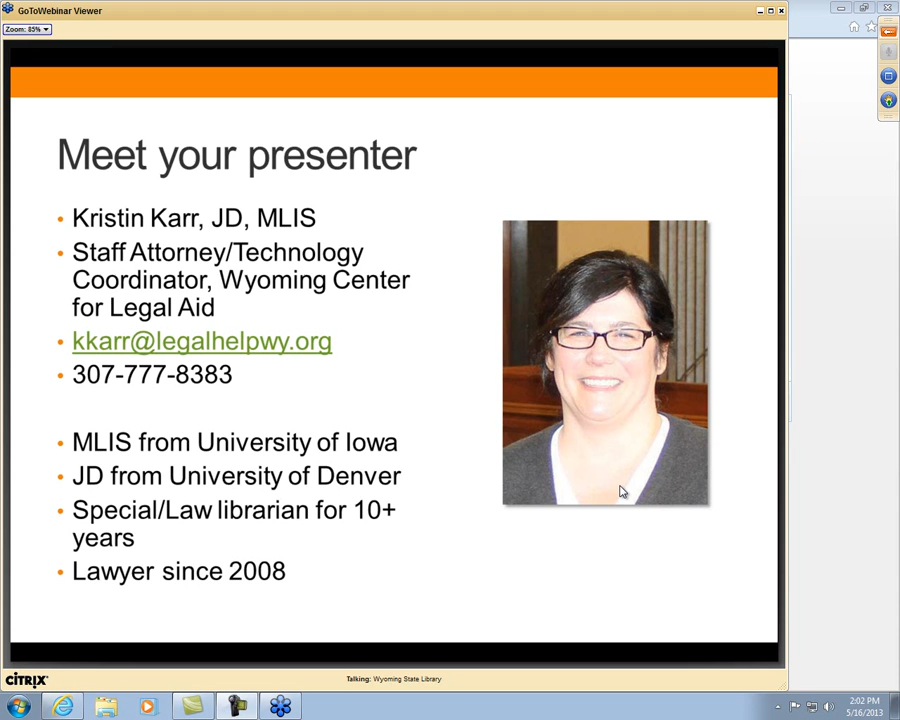 GoToWebinar Viewer
Zoom: 85%
Meet your presenter
• Kristin Karr, JD, MLIS
• Staff Attorney/Technology
Coordinator, Wyoming Center
for Legal Aid
• kkarr@legalhelpwy.org
• 307-777-8383
• MLIS from University of Iowa
• JD from University of Denver
• Special/Law librarian for 10+
years
• Lawyer since 2008
CITRIX
Talking: Wyoming State Library
2:02 PM
5/16/2013